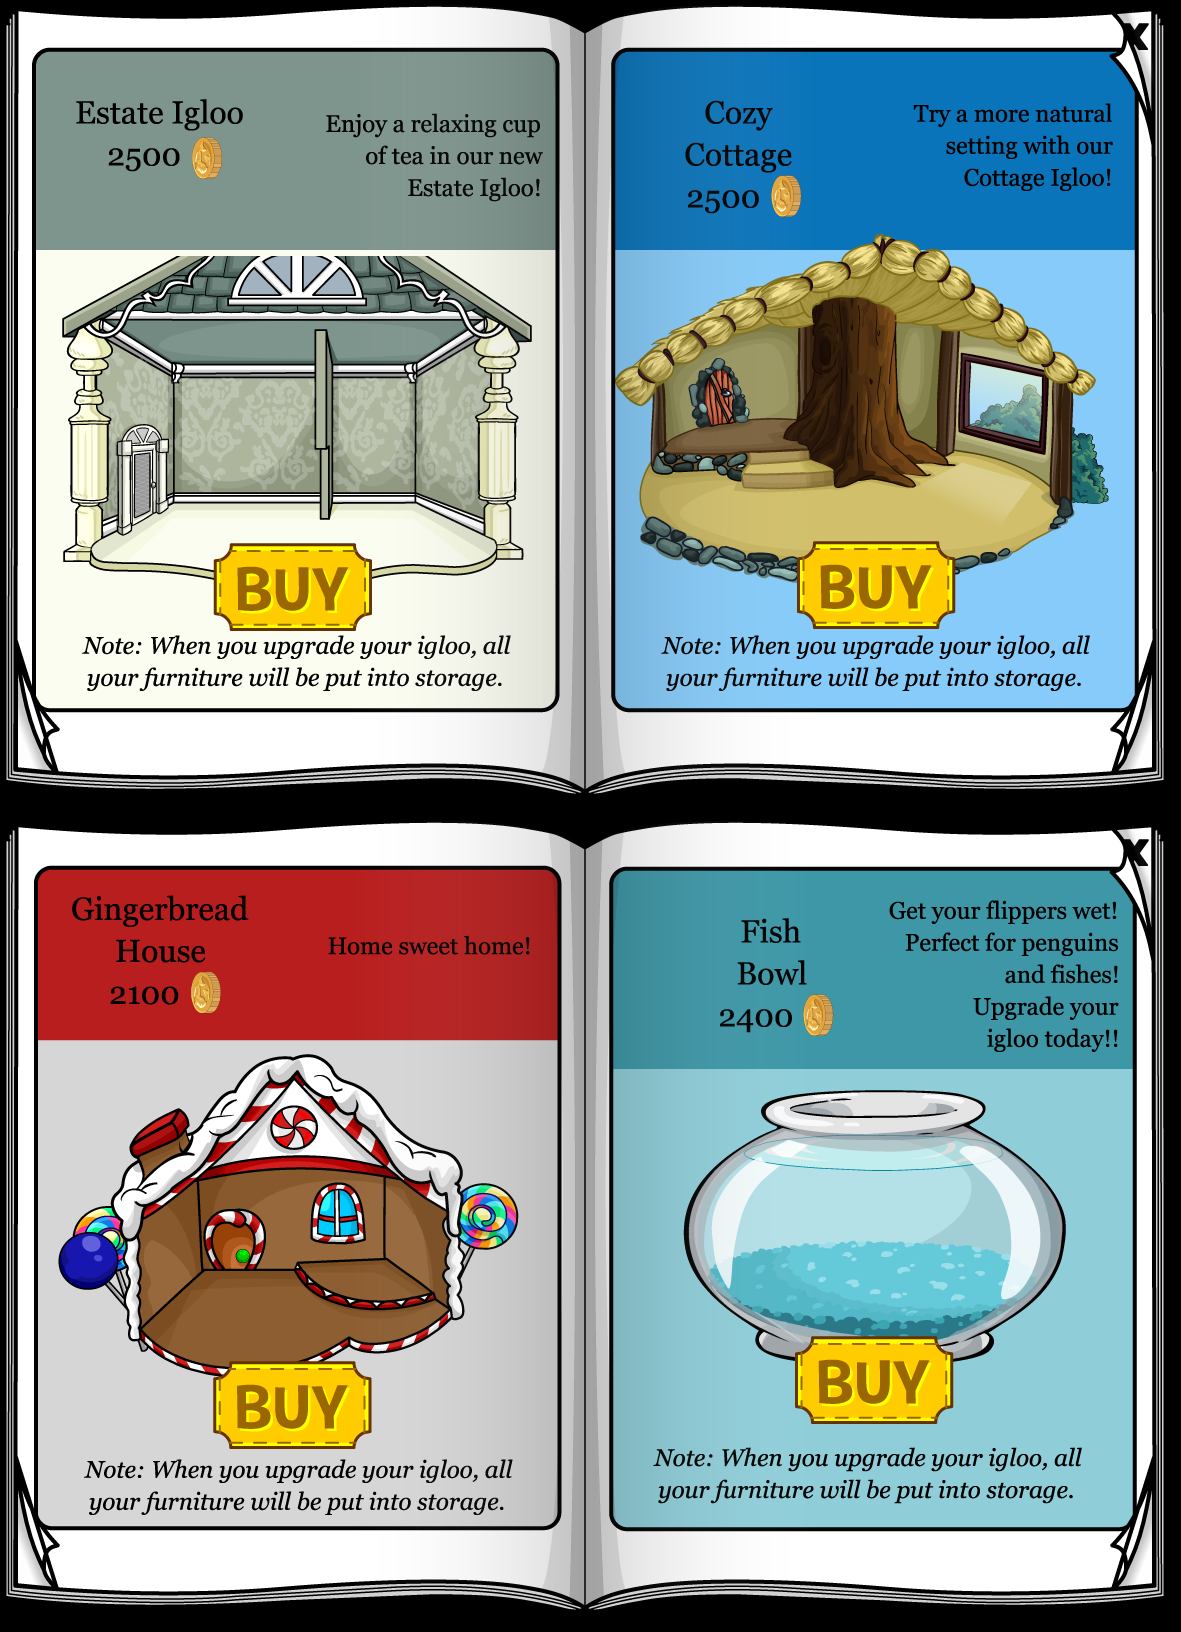 Estate Igloo
2500
Enjoy a relaxing cup
of tea in our new
Estate Igloo!
BUY
Note: When you upgrade your igloo, all
your furniture will be put into storage.
X
Cozy
Cottage
2500
Try a more natural
setting with our
Cottage Igloo!
BUY
Note: When you upgrade your igloo, all
your furniture will be put into storage.
Gingerbread
House
2100
Home sweet home!
BUY
Note: When you upgrade your igloo, all
your furniture will be put into storage.
X
Fish
Bowl
2400
Get your flippers wet!
Perfect for penguins
and fishes!
Upgrade your
igloo today!!
BUY
Note: When you upgrade your igloo, all
your furniture will be put into storage.